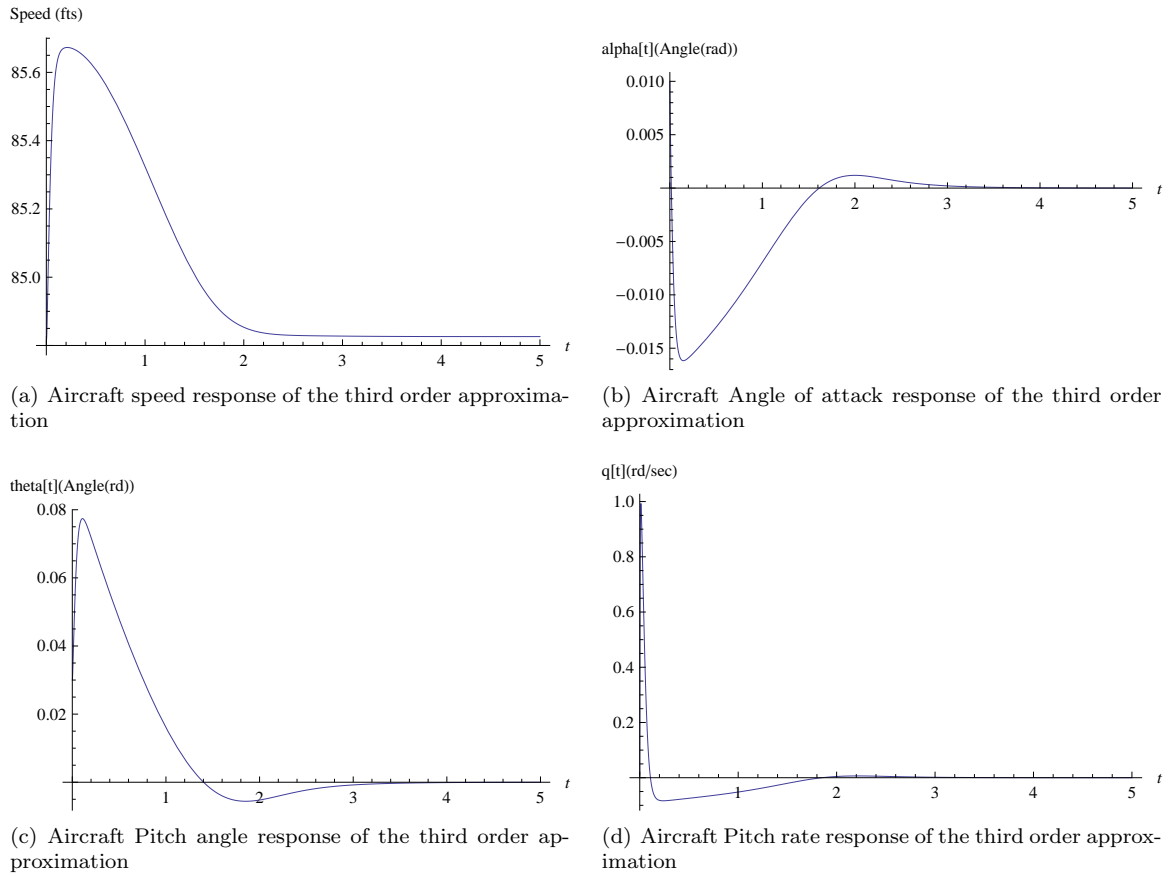 Speed (fts)
85.6
85.4
85.2
85.0
1 2 3 4 5 t
(a) Aircraft speed response of the third order approxima-
tion
alpha[t](Angle(rad))
0.010
0.005
1 2 3 4 5 t
−0.005
−0.010
−0.015
(b) Aircraft Angle of attack response of the third order
approximation
theta[t](Angle(rd))
0.08
0.06
0.04
0.02
1 2 3 4 5 t
(c) Aircraft Pitch angle response of the third order ap-
proximation
q[t](rd/sec)
1.0
0.8
0.6
0.4
0.2
1 2 3 4 5 t
(d) Aircraft Pitch rate response of the third order approx-
imation